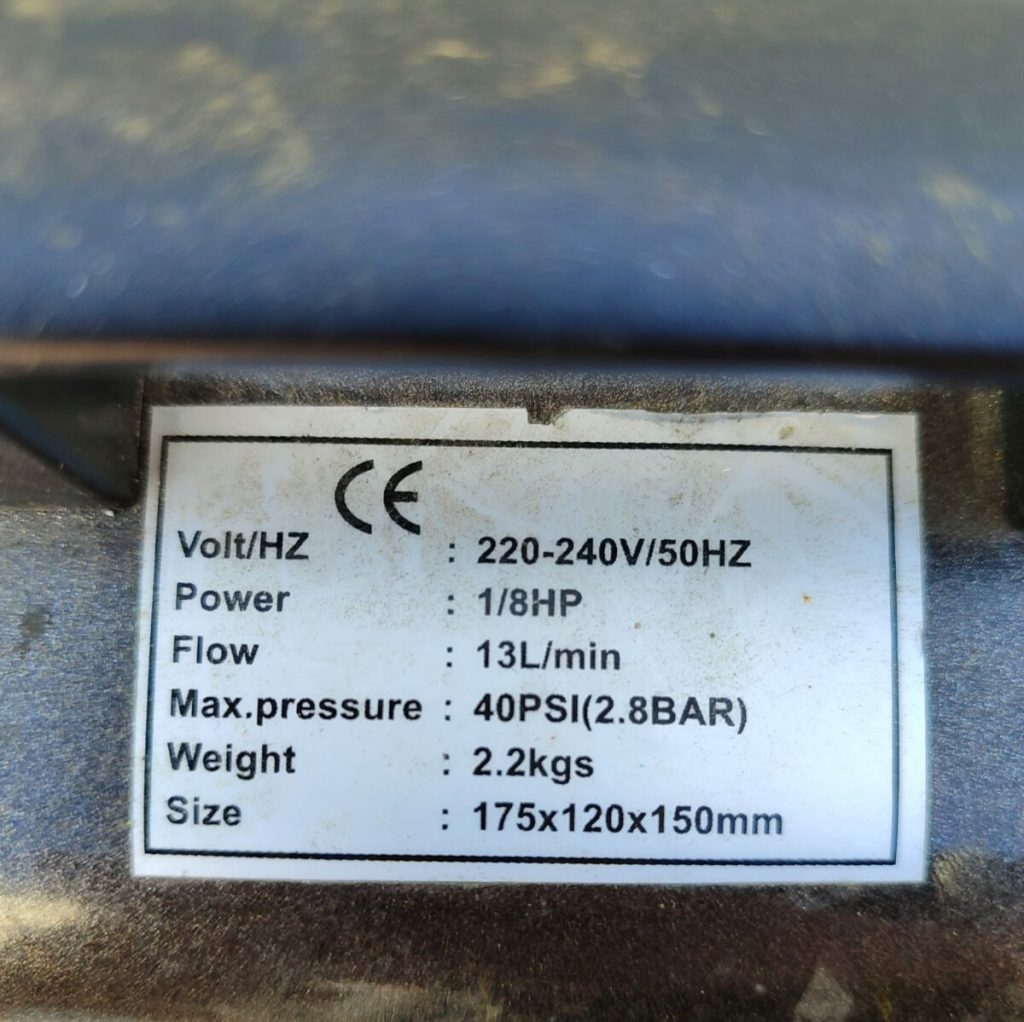 CE
Volt/HZ : 220-240V/50HZ
Power : 1/8HP
Flow : 13L/min
Max.pressure : 40PSI(2.8BAR)
Weight : 2.2kgs
Size : 175x120x150mm